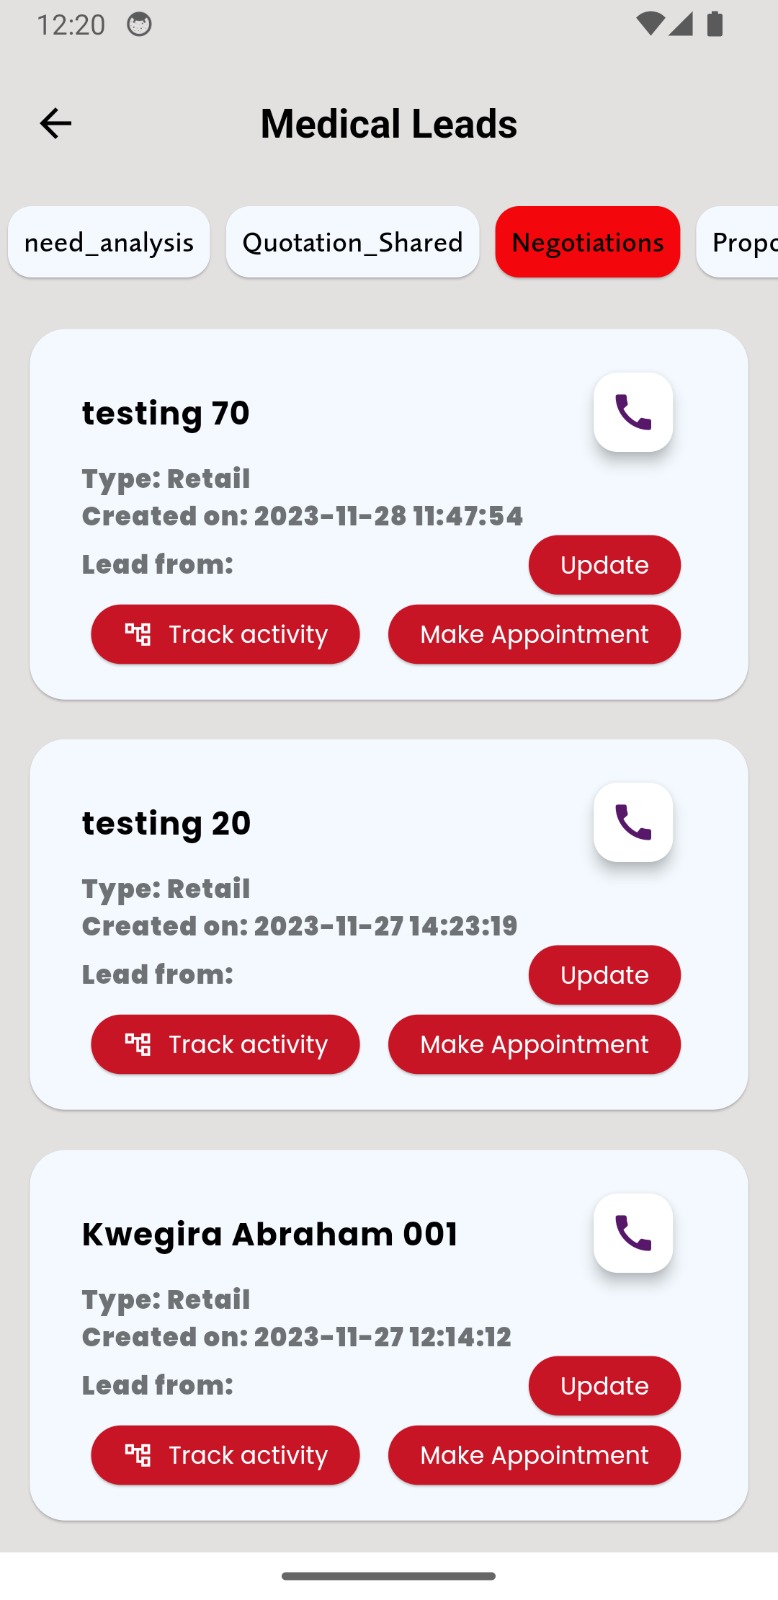 12:20
Medical Leads
need_analysis Quotation_Shared Negotiations Propo
testing 70
Type: Retail
Created on: 2023-11-28 11:47:54
Lead from:
Update
Track activity Make Appointment
testing 20
Type: Retail
Created on: 2023-11-27 14:23:19
Lead from:
Update
Track activity Make Appointment
Kwegira Abraham 001
Type: Retail
Created on: 2023-11-27 12:14:12
Lead from:
Update
Track activity Make Appointment